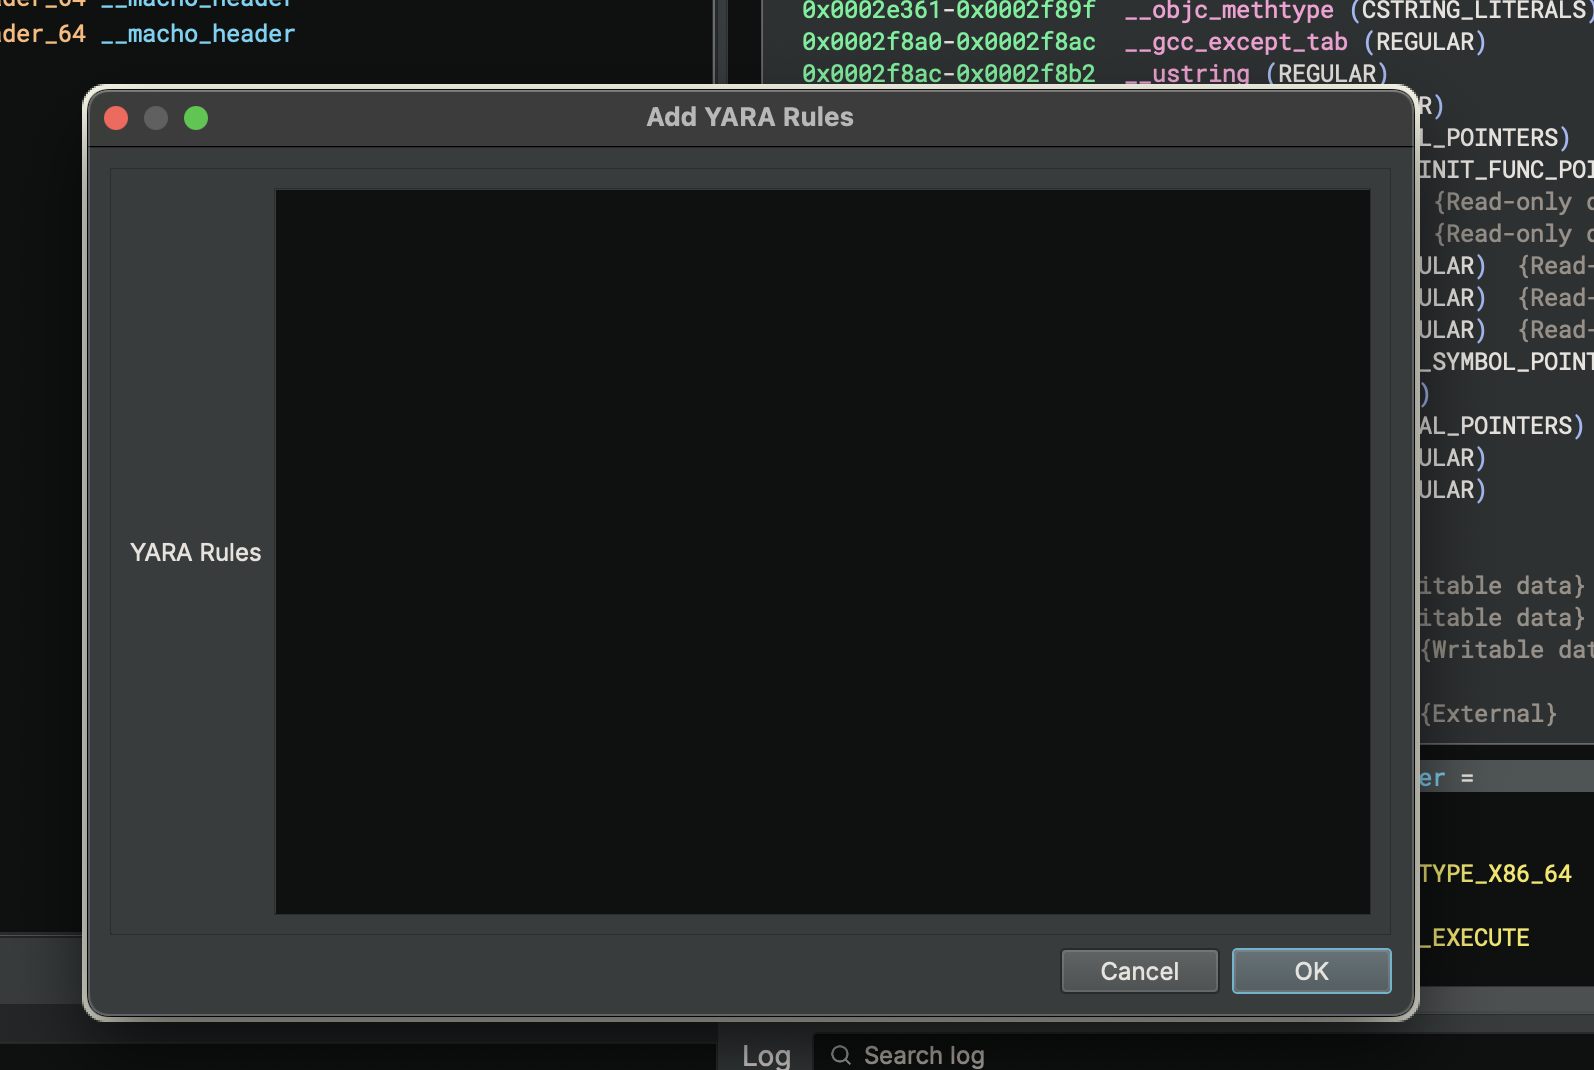 __macho_header
der_64 __macho_header
0x0002e361-0x0002f89f __objc_methtype (CSTRING_LITERALS)
0x0002f8a0-0x0002f8ac __gcc_except_tab (REGULAR)
0x0002f8ac-0x0002f8b2 __ustring (REGULAR)
Add YARA Rules
YARA Rules
Cancel
OK
R)
L_POINTERS)
INIT_FUNC_POI
{Read-only
{Read-only
ULAR) {Read-
ULAR) {Read-
ULAR) {Read-
_SYMBOL_POINT
)
AL_POINTERS)
ULAR)
ULAR)
itable data}
itable data}
{Writable dat
{External}
er =
TYPE_X86_64
_EXECUTE
Log
Search log